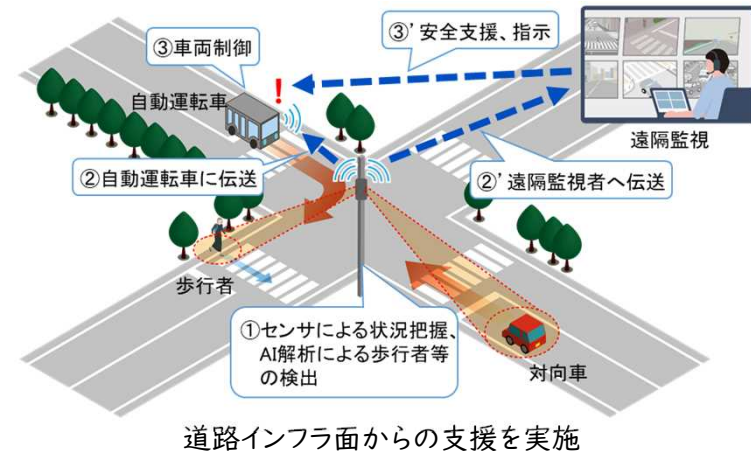 ③車両制御
③’安全支援、指示
自動運転車
!
遠隔監視
②自動運転車に伝送
②’遠隔監視者へ伝送
歩行者
①センサによる状況把握、
AI解析による歩行者等
の検出
対向車
道路インフラ面からの支援を実施